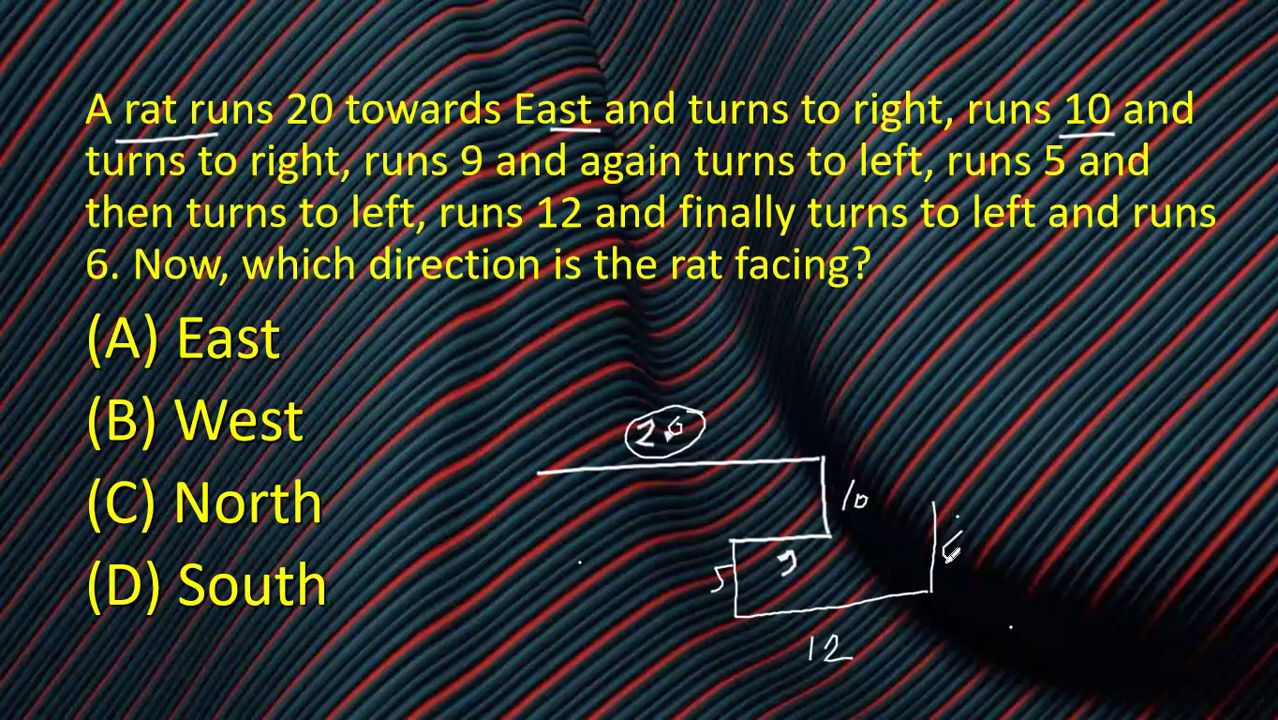 A rat runs 20 towards East and turns to right, runs 10 and
turns to right, runs 9 and again turns to left, runs 5 and
then turns to left, runs 12 and finally turns to left and runs
6. Now, which direction is the rat facing?
(A) East
(B) West
(C) North
(D) South
20
10
9
5
12